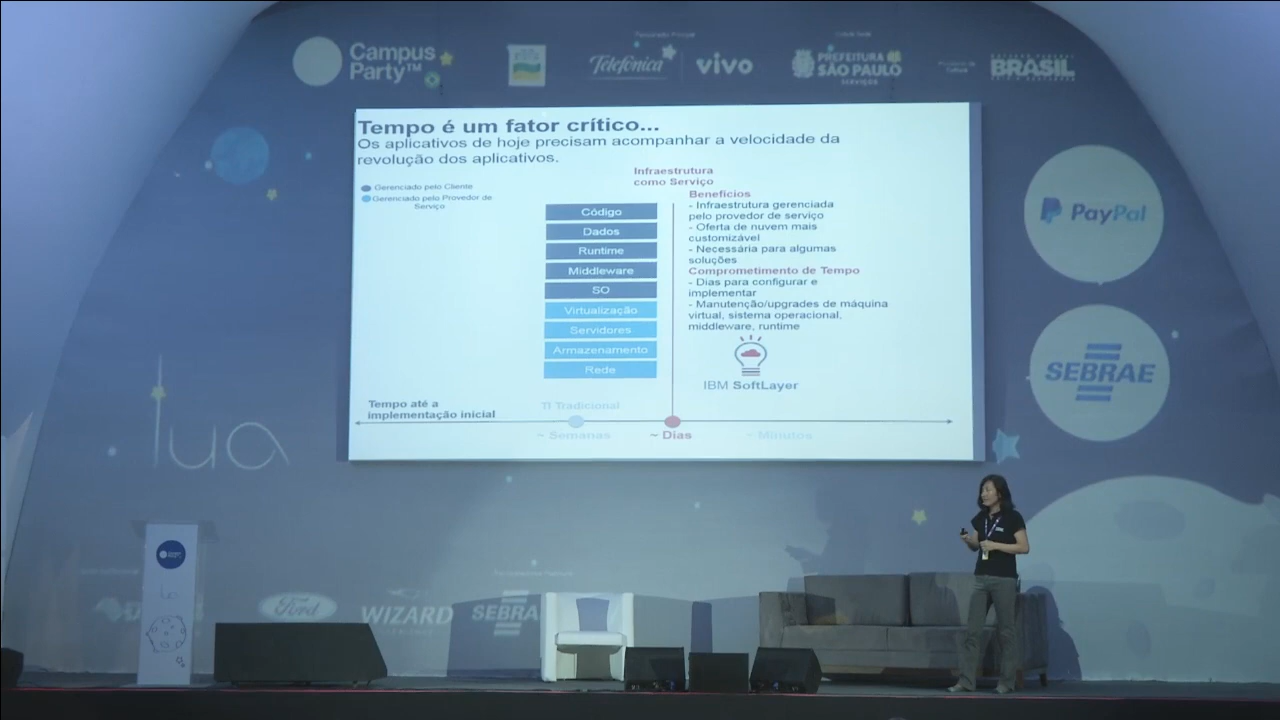 Campus
Party™
Telefónica
vivo
PREFEITURA
SÃO PAULO
SERVIÇOS
BRASIL
Tempo é um fator crítico...
Os aplicativos de hoje precisam acompanhar a velocidade da
revolução dos aplicativos.
Gerenciado pelo Cliente
Gerenciado pelo Provedor de
Serviço
Infraestrutura
como Serviço
Código
Dados
Runtime
Middleware
SO
Virtualização
Servidores
Armazenamento
Rede
Benefícios
- Infraestrutura gerenciada
pelo provedor de serviço
- Oferta de nuvem mais
customizável
- Necessária para algumas
soluções
Comprometimento de Tempo
- Dias para configurar e
implementar
- Manutenção/upgrades de máquina
virtual, sistema operacional,
middleware, runtime
IBM SoftLayer
Tempo até a
implementação inicial
TI Tradicional
~ Semanas
~ Dias
~ Minutos
PayPal
SEBRAE
lua
Ford
WIZARD
SEBRA